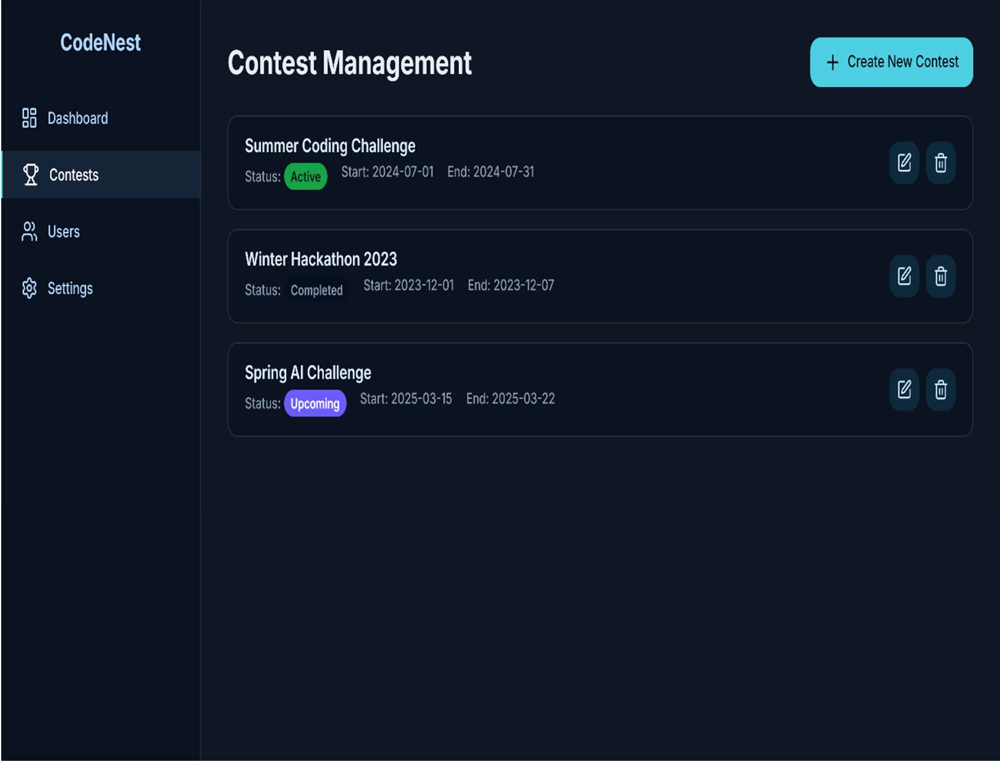 CodeNest
Dashboard
Contests
Users
Settings
Contest Management
+ Create New Contest
Summer Coding Challenge
Status: Active Start: 2024-07-01 End: 2024-07-31
Winter Hackathon 2023
Status: Completed Start: 2023-12-01 End: 2023-12-07
Spring AI Challenge
Status: Upcoming Start: 2025-03-15 End: 2025-03-22